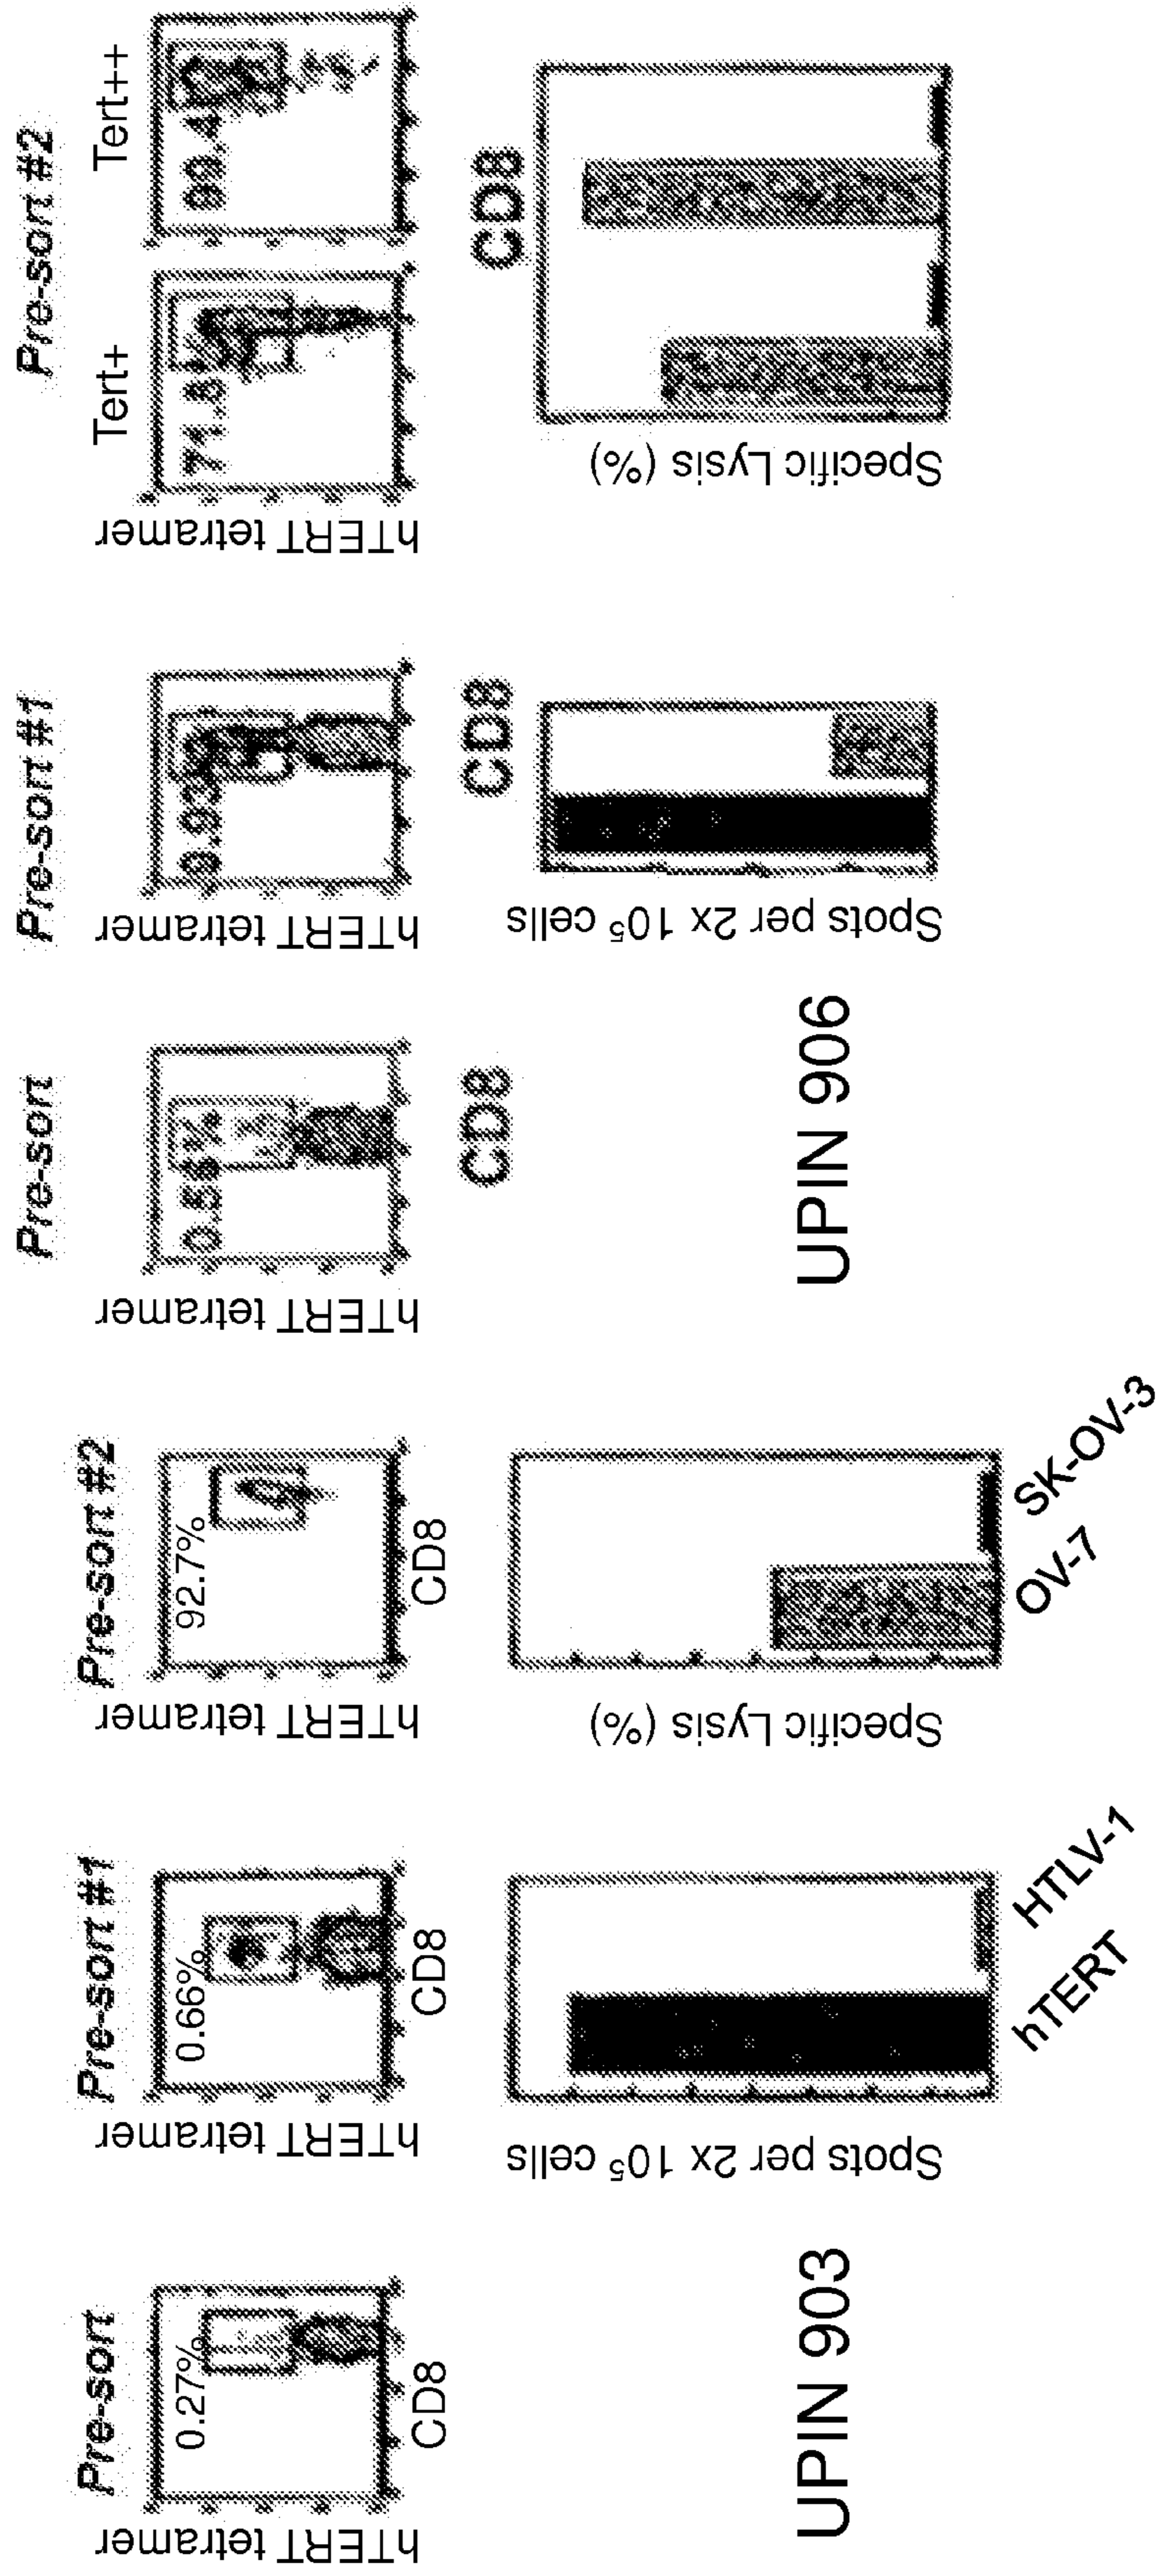 Pre-sort
hTERT tetramer
0.27%
CD8
Pre-sort #1
hTERT tetramer
0.66%
CD8
Spots per 2x 10⁵ cells
hTERT
HTLV-1
Pre-sort #2
hTERT tetramer
92.7%
CD8
Specific Lysis (%)
OV-7
SK-OV-3
UPIN 903
Pre-sort
hTERT tetramer
CD8
Pre-sort #1
hTERT tetramer
CD8
Spots per 2x 10⁵ cells
Pre-sort #2
Tert+
Tert++
hTERT tetramer
CD8
Specific Lysis (%)
UPIN 906